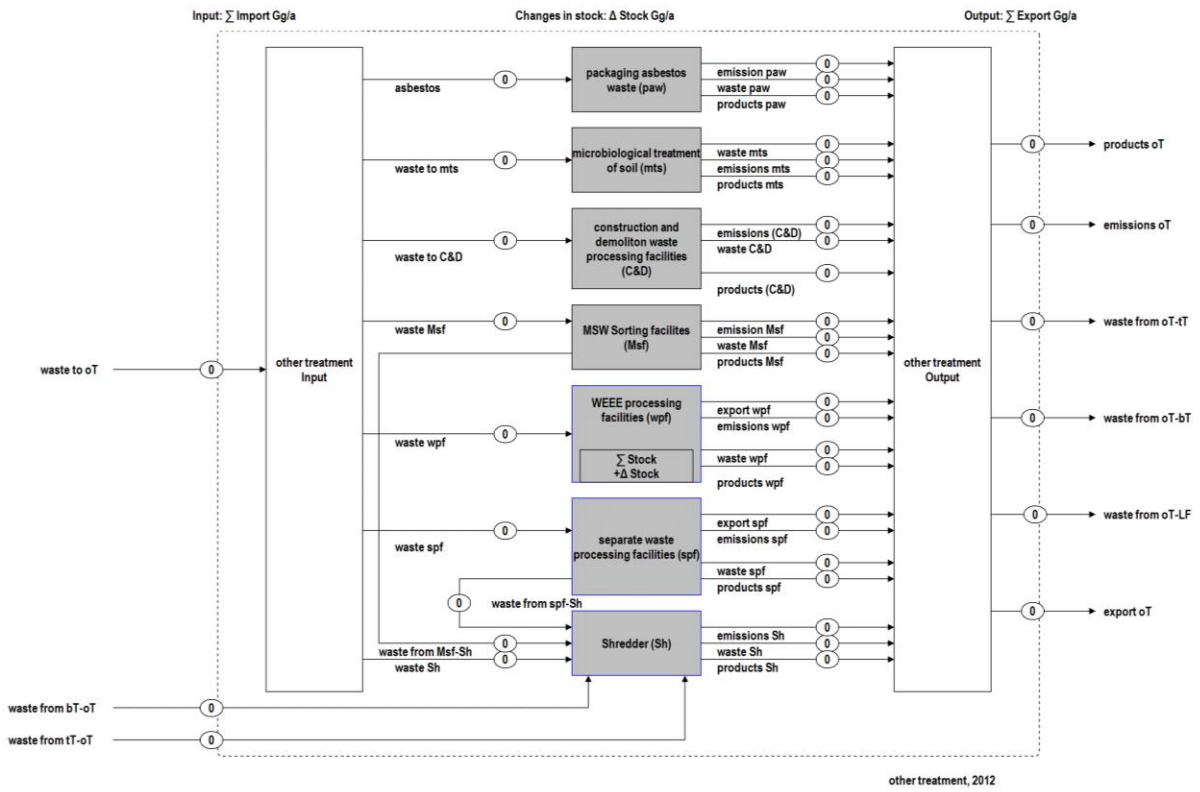 Input: ∑ Import Gg/a
Changes in stock: Δ Stock Gg/a
Output: ∑ Export Gg/a
waste to oT
0
waste from bT-oT
0
waste from tT-oT
0
other treatment
Input
asbestos
0
packaging asbestos
waste (paw)
0
emission paw
0
waste paw
0
products paw
waste to mts
0
microbiological treatment
of soil (mts)
0
waste mts
0
emissions mts
0
products mts
waste to C&D
0
construction and
demoliton waste
processing facilities
(C&D)
0
emissions (C&D)
0
waste C&D
0
products (C&D)
waste Msf
0
MSW Sorting facilites
(Msf)
0
emission Msf
0
waste Msf
0
products Msf
waste wpf
0
WEEE processing
facilities (wpf)
∑ Stock
+Δ Stock
0
export wpf
0
emissions wpf
0
waste wpf
0
products wpf
waste spf
0
separate waste
processing facilities (spf)
0
export spf
0
emissions spf
0
waste spf
0
products spf
0
waste from spf-Sh
0
waste from Msf-Sh
0
waste Sh
Shredder (Sh)
0
emissions Sh
0
waste Sh
0
products Sh
other treatment
Output
0
products oT
0
emissions oT
0
waste from oT-tT
0
waste from oT-bT
0
waste from oT-LF
0
export oT
other treatment, 2012